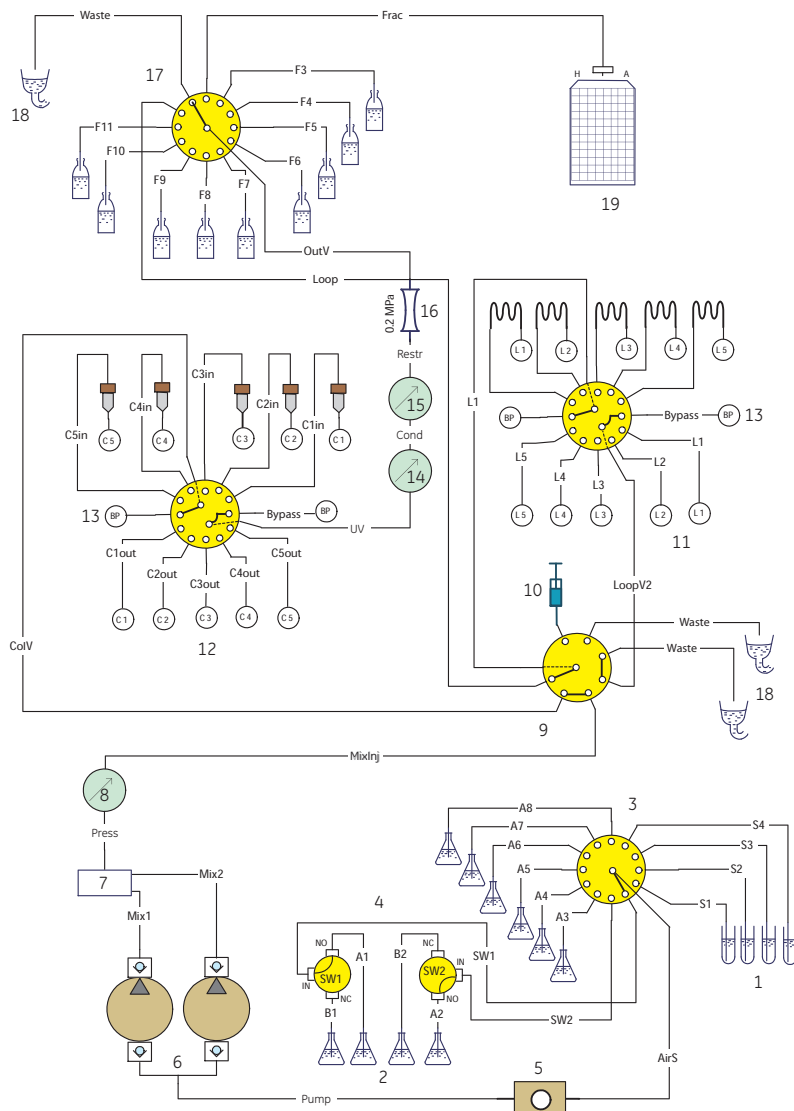 Waste
Frac
17
F3
H A
18
F4
F11
F5
F10
F6
F9
F8
F7
19
OutV
Loop
0.2 MPa
16
L1
L2
L3
L4
L5
Restr
C3in
C4in
C2in
C5in
C1in
15
L1
BP
Bypass
BP
13
C5
C4
C3
C2
C1
Cond
L5
L1
14
L4
L3
L2
13
BP
Bypass
BP
UV
L5
L4
L3
L2
L1
11
C1out
C5out
C2out
C4out
C3out
10
LoopV2
C1
C2
C3
C4
C5
12
Waste
ColV
Waste
18
9
MixInj
8
Press
A8
3
A7
S4
A6
S3
7
Mix2
A5
S2
Mix1
4
A4
S1
A3
NO
A1
B2
NC
SW1
IN
SW1
SW2
IN
NC
NO
1
B1
A2
SW2
6
2
AirS
5
Pump